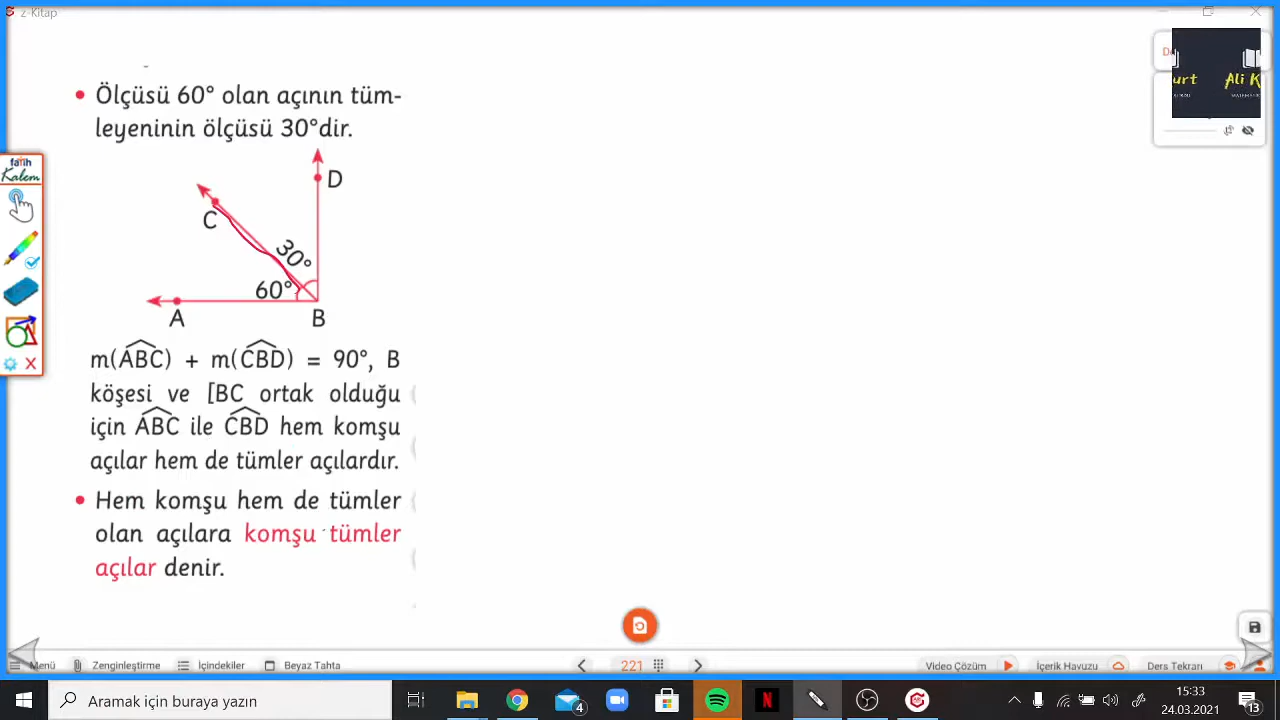 z-Kitap
urt Ali K
• Ölçüsü 60° olan açının tüm-
leyeninin ölçüsü 30°dir.
D
C
30°
60°
A
B
m(ABC) + m(CBD) = 90°, B
köşesi ve [BC ortak olduğu
için ABC ile CBD hem komşu
açılar hem de tümler açılardır.
• Hem komşu hem de tümler
olan açılara komşu tümler
açılar denir.
fatih
Kalem
Menü Zenginleştirme İçindekiler Beyaz Tahta 221 Video Çözüm İçerik Havuzu Ders Tekrarı
Aramak için buraya yazın
4
15:33
24.03.2021
13